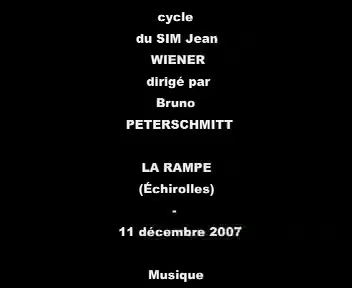 cycle
du SIM Jean
WIENER
dirigé par
Bruno
PETERSCHMITT
LA RAMPE
(Échirolles)
-
11 décembre 2007
Musique